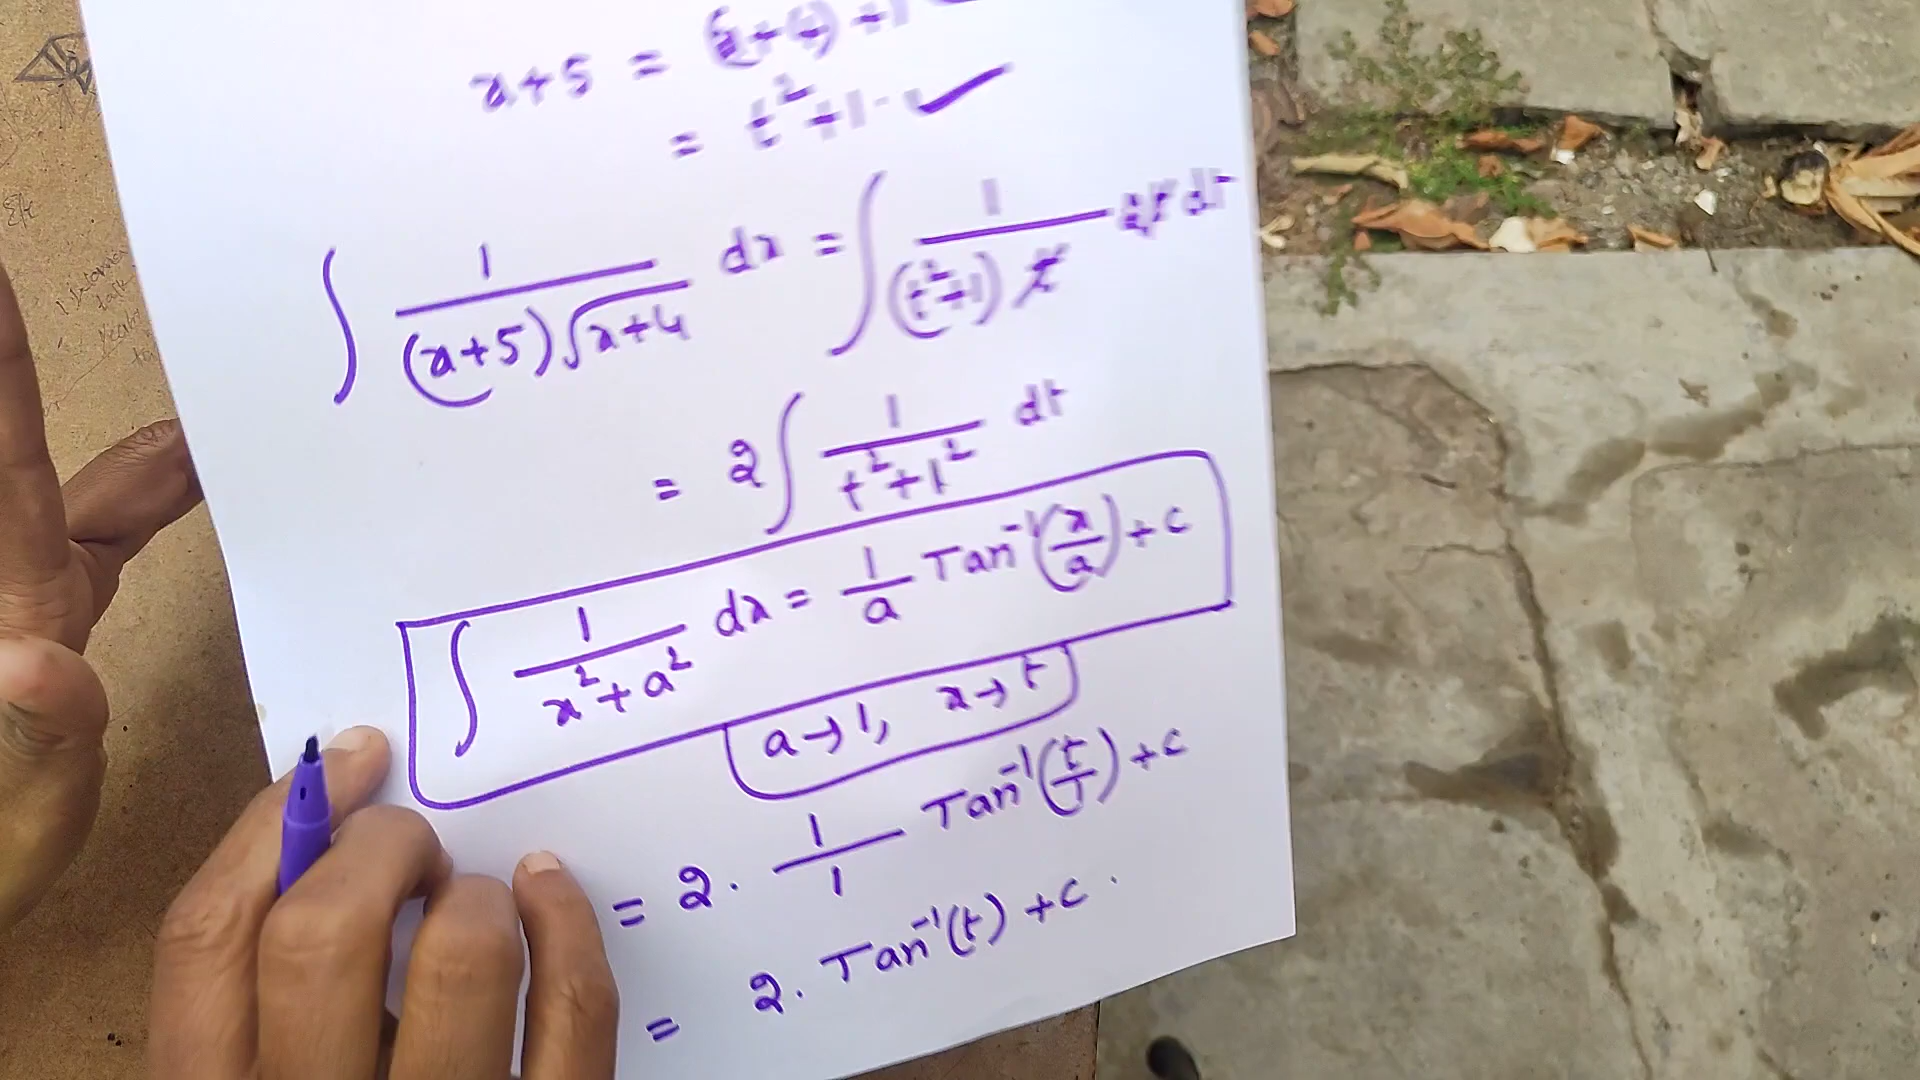 x+5 = (x+4)+1
= t²+1.
∫ 1/((x+5)√(x+4)) dx = ∫ 1/((t²+1) t) 2t dt
= 2 ∫ 1/(t²+1²) dt
∫ 1/(x²+a²) dx = 1/a Tan⁻¹(x/a) + c
a→1, x→t
= 2. 1/1 Tan⁻¹(t/1) + c
= 2. Tan⁻¹(t) + c.